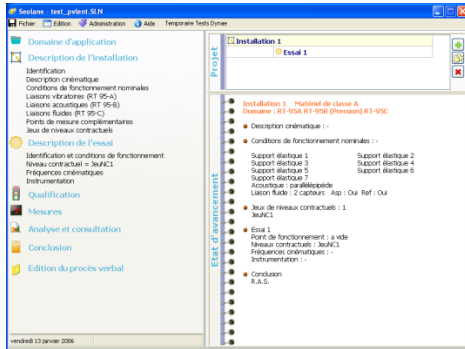 Seolane - test_pvlent.SLN
Fichier Edition Administration Aide Temporaire Tests Dynae
Domaine d'application
Description de l'installation
Identification
Description cinématique
Conditions de fonctionnement nominales
Liaisons vibratoires (RT 95-A)
Liaisons acoustiques (RT 95-B)
Liaisons fluides (RT 95-C)
Points de mesure complémentaires
Jeux de niveaux contractuels
Description de l'essai
Identification et conditions de fonctionnement
Niveau contractuel = JeuNC1
Fréquences cinématiques
Instrumentation
Qualification
Mesures
Analyse et consultation
Conclusion
Edition du procès verbal
vendredi 13 janvier 2006
Projet
Installation 1
Essai 1
Etat d'avancement
Installation 1 Matériel de classe A
Domaine : RT-95A RT-95B (Pression) RT-95C
Description cinématique : -
Conditions de fonctionnement nominales : -
Support élastique 1 Support élastique 2
Support élastique 3 Support élastique 4
Support élastique 5 Support élastique 6
Support élastique 7
Acoustique : parallélépipède
Liaison fluide : 2 capteurs Asp : Oui Ref : Oui
Jeux de niveaux contractuels : 1
JeuNC1
Essai 1
Point de fonctionnement : a vide
Niveaux contractuels : JeuNC1
Fréquences cinématiques : -
Instrumentation : -
Conclusion
R.A.S.